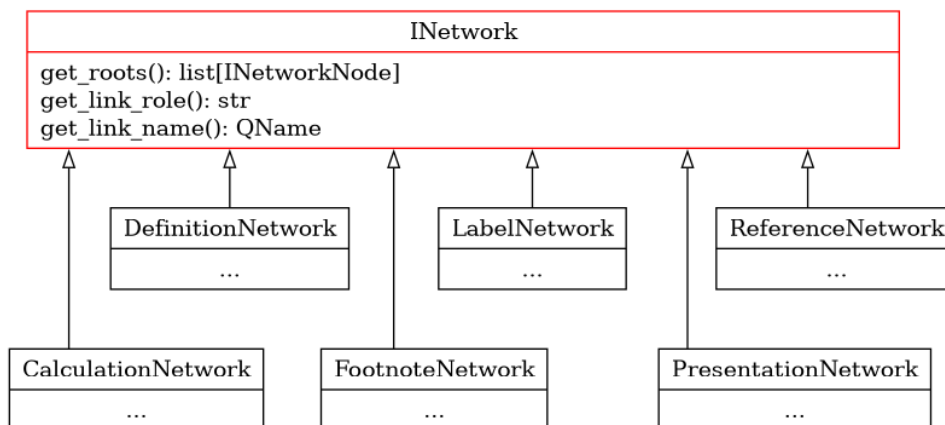 INetwork
get_roots(): list[INetworkNode]
get_link_role(): str
get_link_name(): QName
DefinitionNetwork
...
LabelNetwork
...
ReferenceNetwork
...
CalculationNetwork
...
FootnoteNetwork
...
PresentationNetwork
...